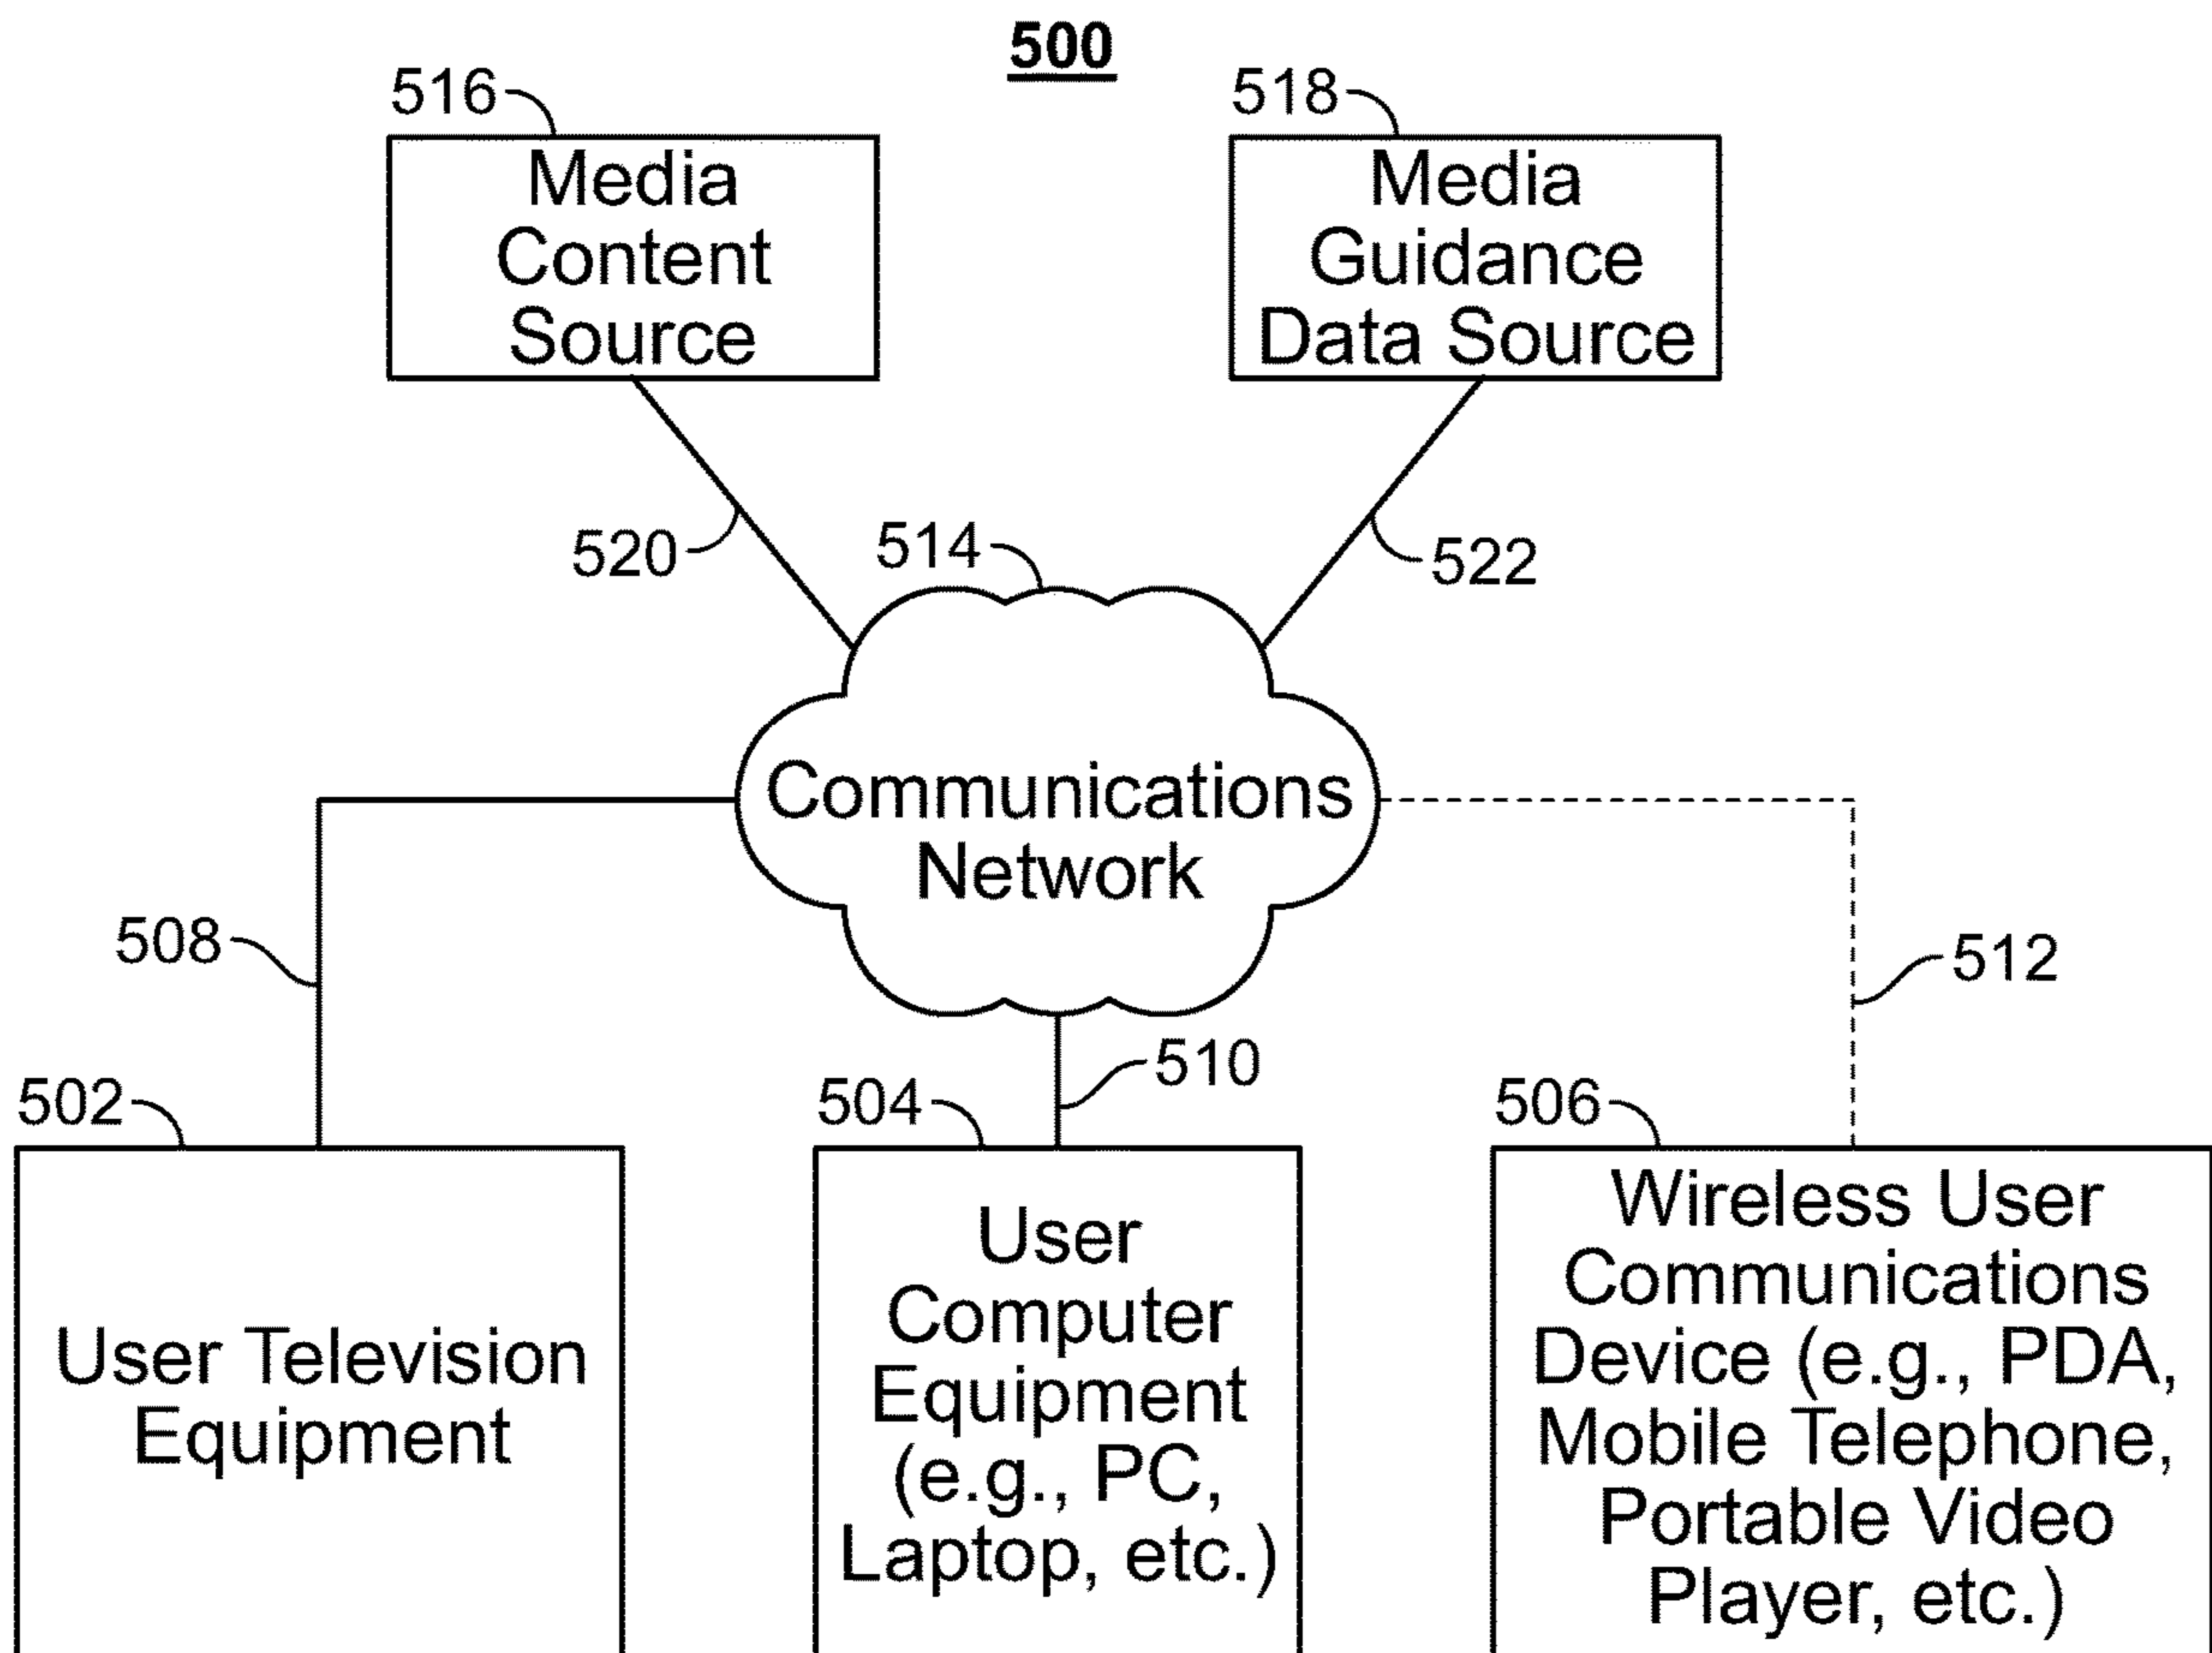 500
516
518
Media
Content
Source
Media
Guidance
Data Source
520
514
522
Communications
Network
508
512
510
502
504
506
User Television
Equipment
User
Computer
Equipment
(e.g., PC,
Laptop, etc.)
Wireless User
Communications
Device (e.g., PDA,
Mobile Telephone,
Portable Video
Player, etc.)